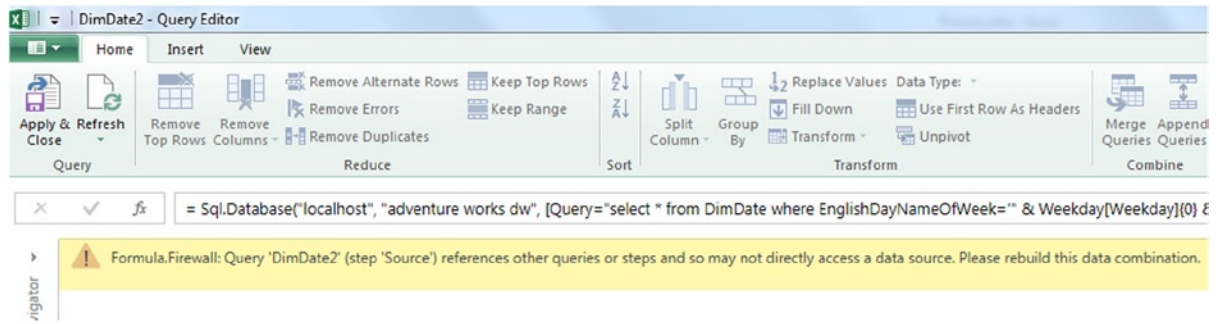 DimDate2 - Query Editor
Home Insert View
Remove Alternate Rows Keep Top Rows Replace Values Data Type:
Remove Errors Keep Range Fill Down Use First Row As Headers
Apply & Close Refresh Remove Top Rows Remove Columns Remove Duplicates Split Column Group By Transform Unpivot Merge Queries Append Queries
Query Reduce Sort Transform Combine
fx = Sql.Database("localhost", "adventure works dw", [Query="select * from DimDate where EnglishDayNameOfWeek='" & Weekday[Weekday]{0} &
Formula.Firewall: Query 'DimDate2' (step 'Source') references other queries or steps and so may not directly access a data source. Please rebuild this data combination.
vigator